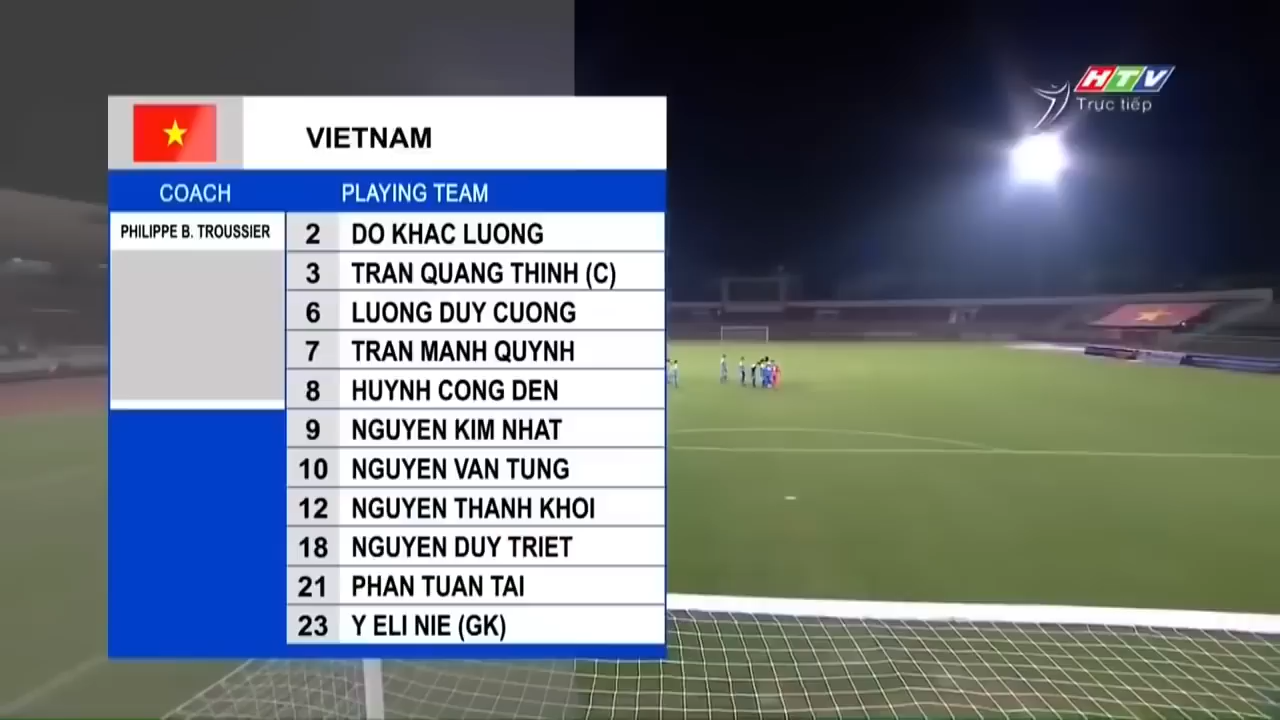 HTV
Trực tiếp
VIETNAM
COACH
PLAYING TEAM
PHILIPPE B. TROUSSIER
2 DO KHAC LUONG
3 TRAN QUANG THINH (C)
6 LUONG DUY CUONG
7 TRAN MANH QUYNH
8 HUYNH CONG DEN
9 NGUYEN KIM NHAT
10 NGUYEN VAN TUNG
12 NGUYEN THANH KHOI
18 NGUYEN DUY TRIET
21 PHAN TUAN TAI
23 Y ELI NIE (GK)